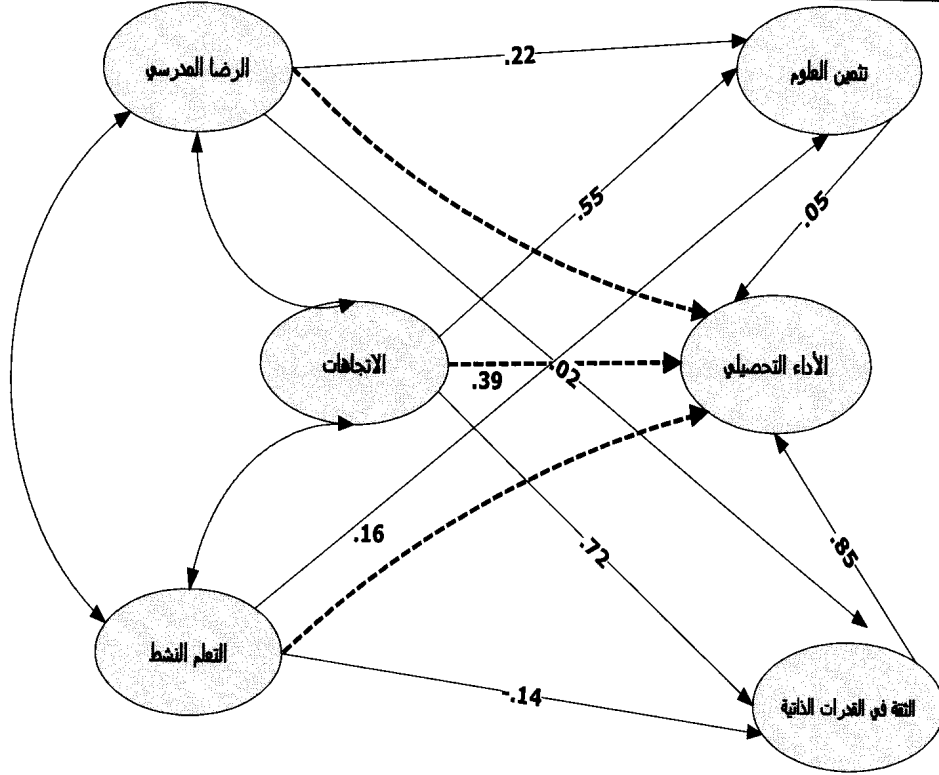 الرضا المدرسي
.22
تثمين العلوم
.55
.05
الاتجاهات
.39
.02
الأداء التحصيلي
.16
.72
.85
التعلم النشط
-.14
الثقة في القدرات الذاتية